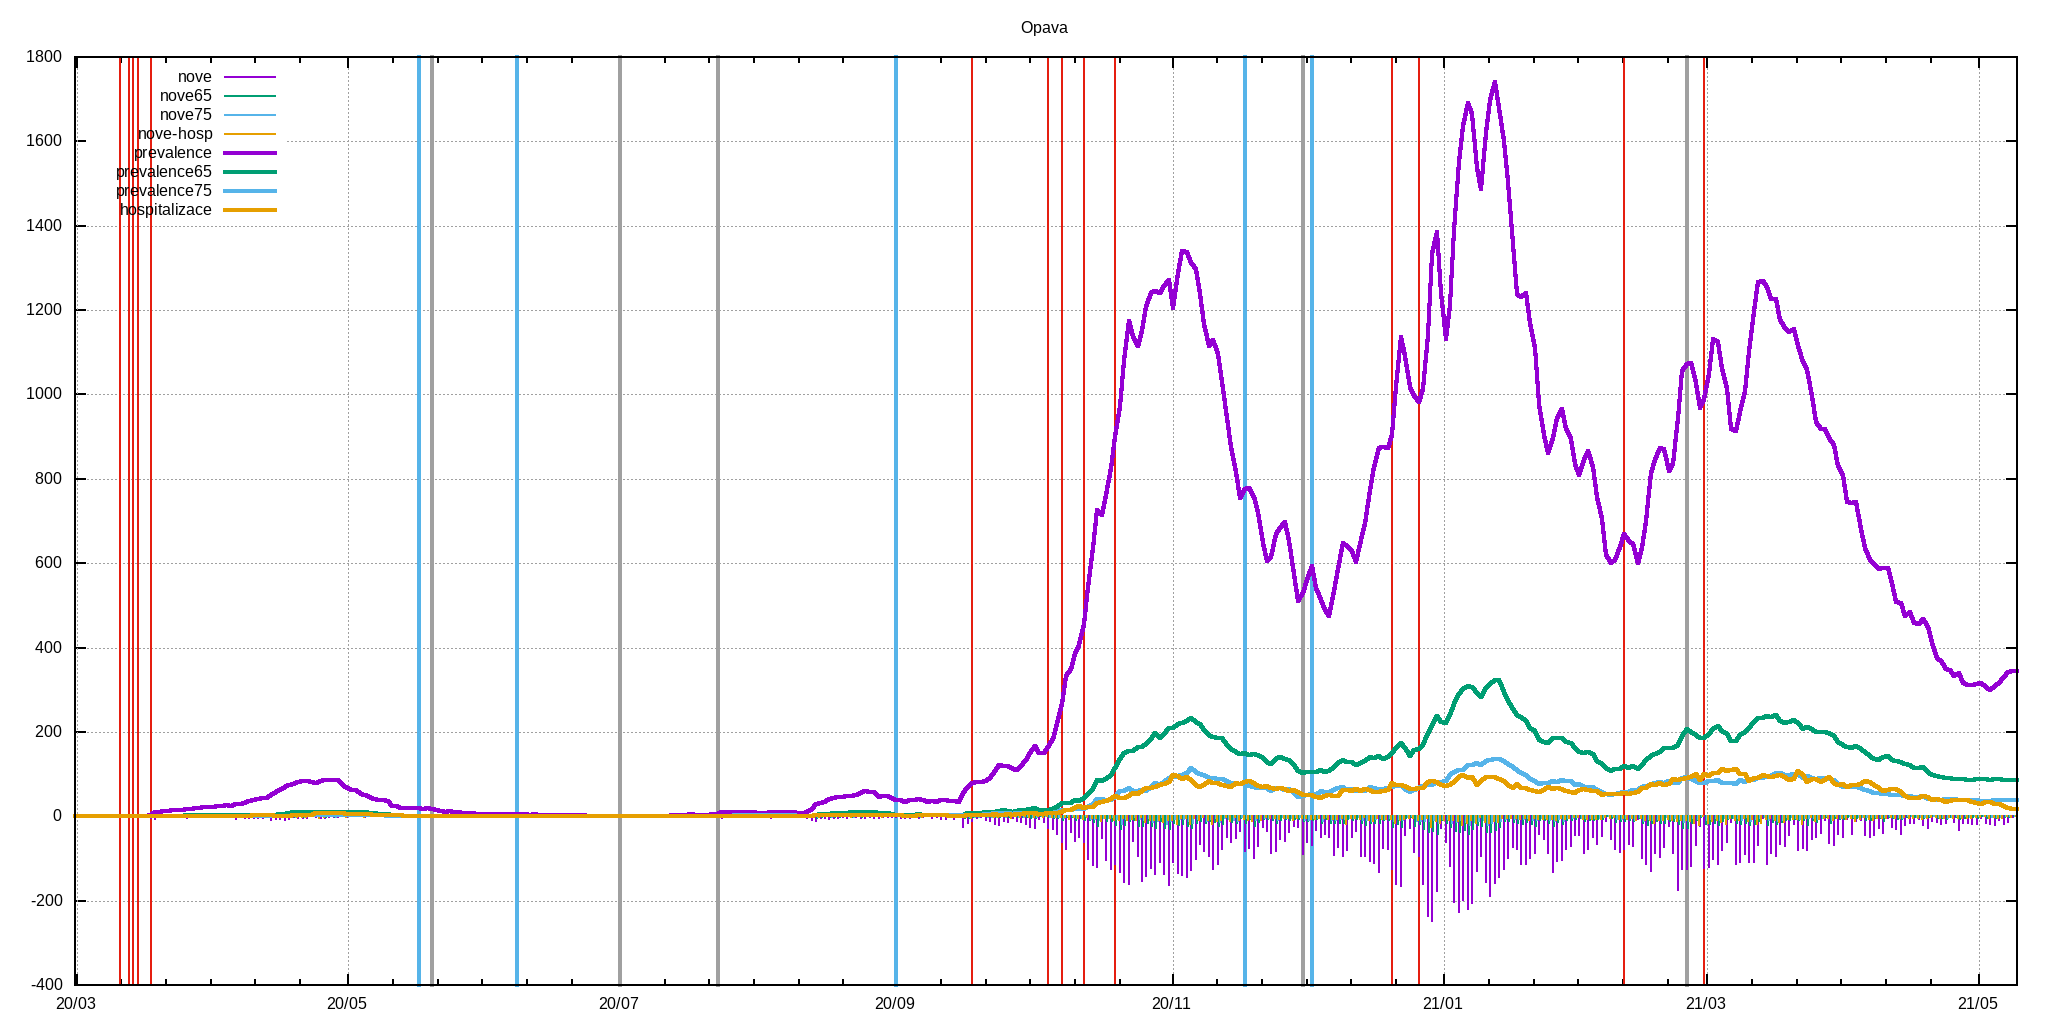 Opava
1800
1600
1400
1200
1000
800
600
400
200
0
-200
-400
nove
nove65
nove75
nove-hosp
prevalence
prevalence65
prevalence75
hospitalizace
20/03 20/05 20/07 20/09 20/11 21/01 21/03 21/05